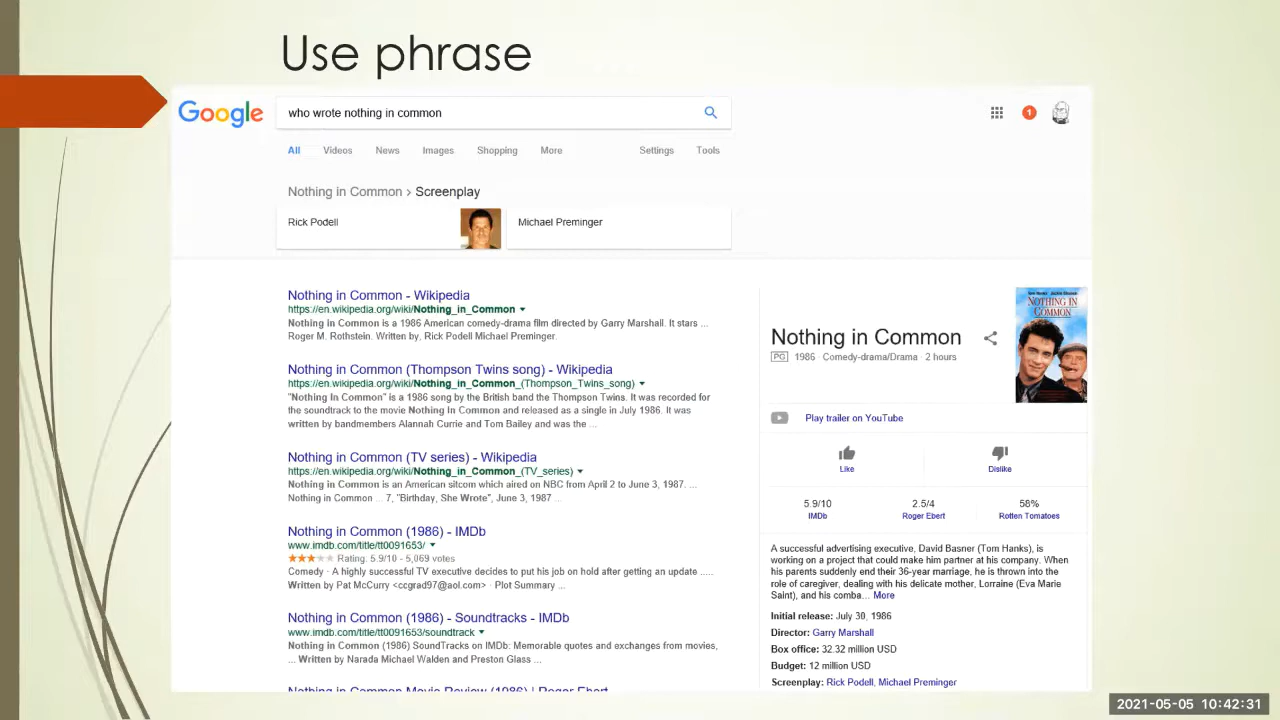 Use phrase
Google
who wrote nothing in common
1
All Videos News Images Shopping More Settings Tools
Nothing in Common > Screenplay
Rick Podell
Michael Preminger
Nothing in Common - Wikipedia
https://en.wikipedia.org/wiki/Nothing_in_Common
Nothing in Common is a 1986 American comedy-drama film directed by Garry Marshall. It stars ...
Roger M. Rothstein. Written by, Rick Podell Michael Preminger.
Nothing in Common (Thompson Twins song) - Wikipedia
https://en.wikipedia.org/wiki/Nothing_in_Common_(Thompson_Twins_song)
"Nothing In Common" is a 1986 song by the British band the Thompson Twins. It was recorded for
the soundtrack to the movie Nothing In Common and released as a single in July 1986. It was
written by bandmembers Alannah Currie and Tom Bailey and was the ...
Nothing in Common (TV series) - Wikipedia
https://en.wikipedia.org/wiki/Nothing_in_Common_(TV_series)
Nothing in Common is an American sitcom which aired on NBC from April 2 to June 3, 1987. ...
Nothing in Common ... 7, "Birthday, She Wrote", June 3, 1987 ...
Nothing in Common (1986) - IMDb
www.imdb.com/title/tt0091653/
Rating: 5.9/10 - 5,069 votes
Comedy · A highly successful TV executive decides to put his job on hold after getting an update .....
Written by Pat McCurry <ccgrad97@aol.com> · Plot Summary ...
Nothing in Common (1986) - Soundtracks - IMDb
www.imdb.com/title/tt0091653/soundtrack
Nothing in Common (1986) SoundTracks on IMDb: Memorable quotes and exchanges from movies,
... Written by Narada Michael Walden and Preston Glass ...
Nothing in Common Movie Review (1986) | Roger Ebert
Nothing in Common
PG 1986 · Comedy-drama/Drama · 2 hours
NOTHING IN
COMMON
Play trailer on YouTube
Like Dislike
5.9/10 2.5/4 58%
IMDb Roger Ebert Rotten Tomatoes
A successful advertising executive, David Basner (Tom Hanks), is
working on a project that could make him partner at his company. When
his parents suddenly end their 36-year marriage, he is thrown into the
role of caregiver, dealing with his delicate mother, Lorraine (Eva Marie
Saint), and his comba... More
Initial release: July 30, 1986
Director: Garry Marshall
Box office: 32.32 million USD
Budget: 12 million USD
Screenplay: Rick Podell, Michael Preminger
2021-05-05 10:42:31